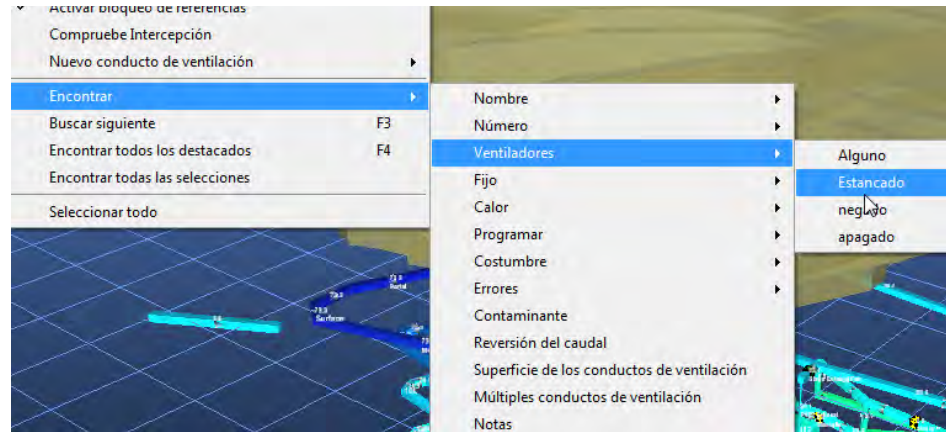 Activar bloqueo de referencias
Compruebe Intercepción
Nuevo conducto de ventilación
Encontrar
Buscar siguiente F3
Encontrar todos los destacados F4
Encontrar todas las selecciones
Seleccionar todo
Nombre
Número
Ventiladores
Fijo
Calor
Programar
Costumbre
Errores
Contaminante
Reversión del caudal
Superficie de los conductos de ventilación
Múltiples conductos de ventilación
Notas
Alguno
Estancado
negado
apagado